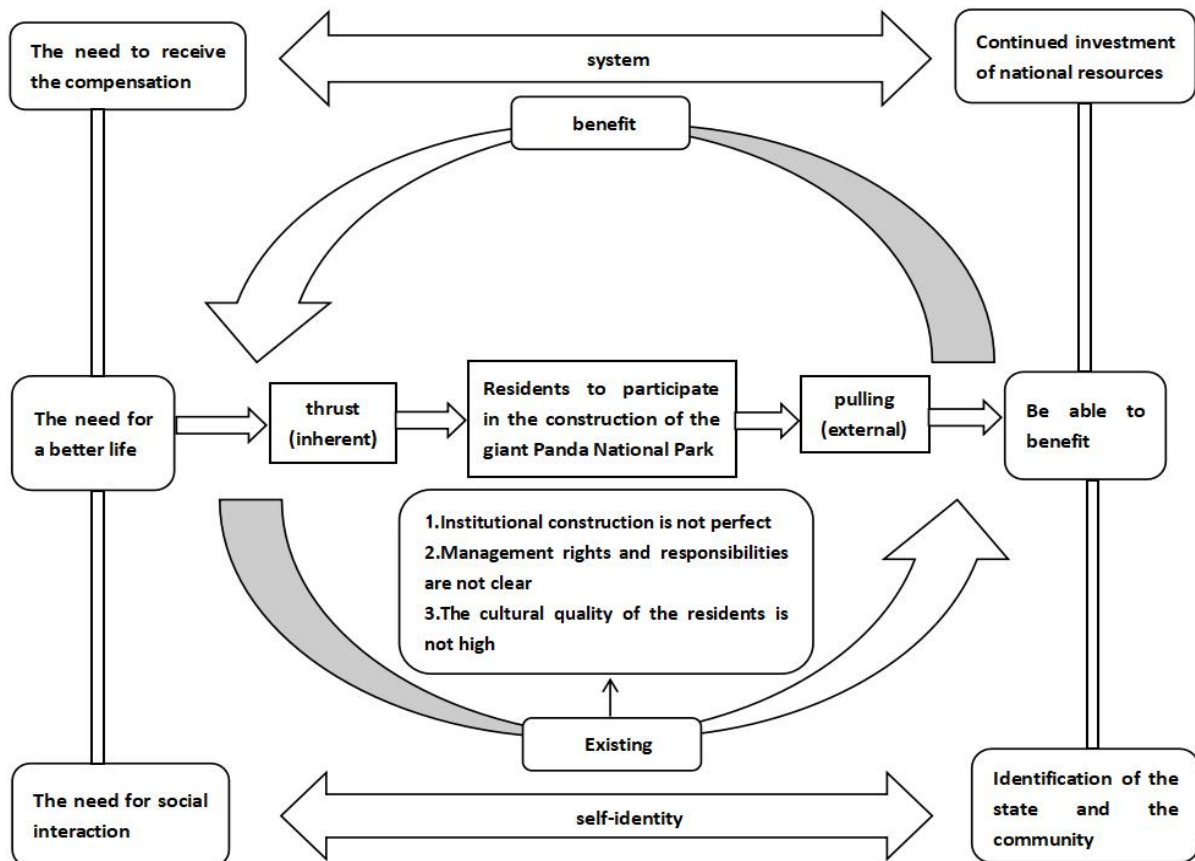 The need to receive
the compensation
system
Continued investment
of national resources
benefit
The need for
a better life
thrust
(inherent)
Residents to participate
in the construction of the
giant Panda National Park
pulling
(external)
Be able to
benefit
1.Institutional construction is not perfect
2.Management rights and responsibilities
are not clear
3.The cultural quality of the residents is
not high
Existing
The need for social
interaction
self-identity
Identification of the
state and the
community